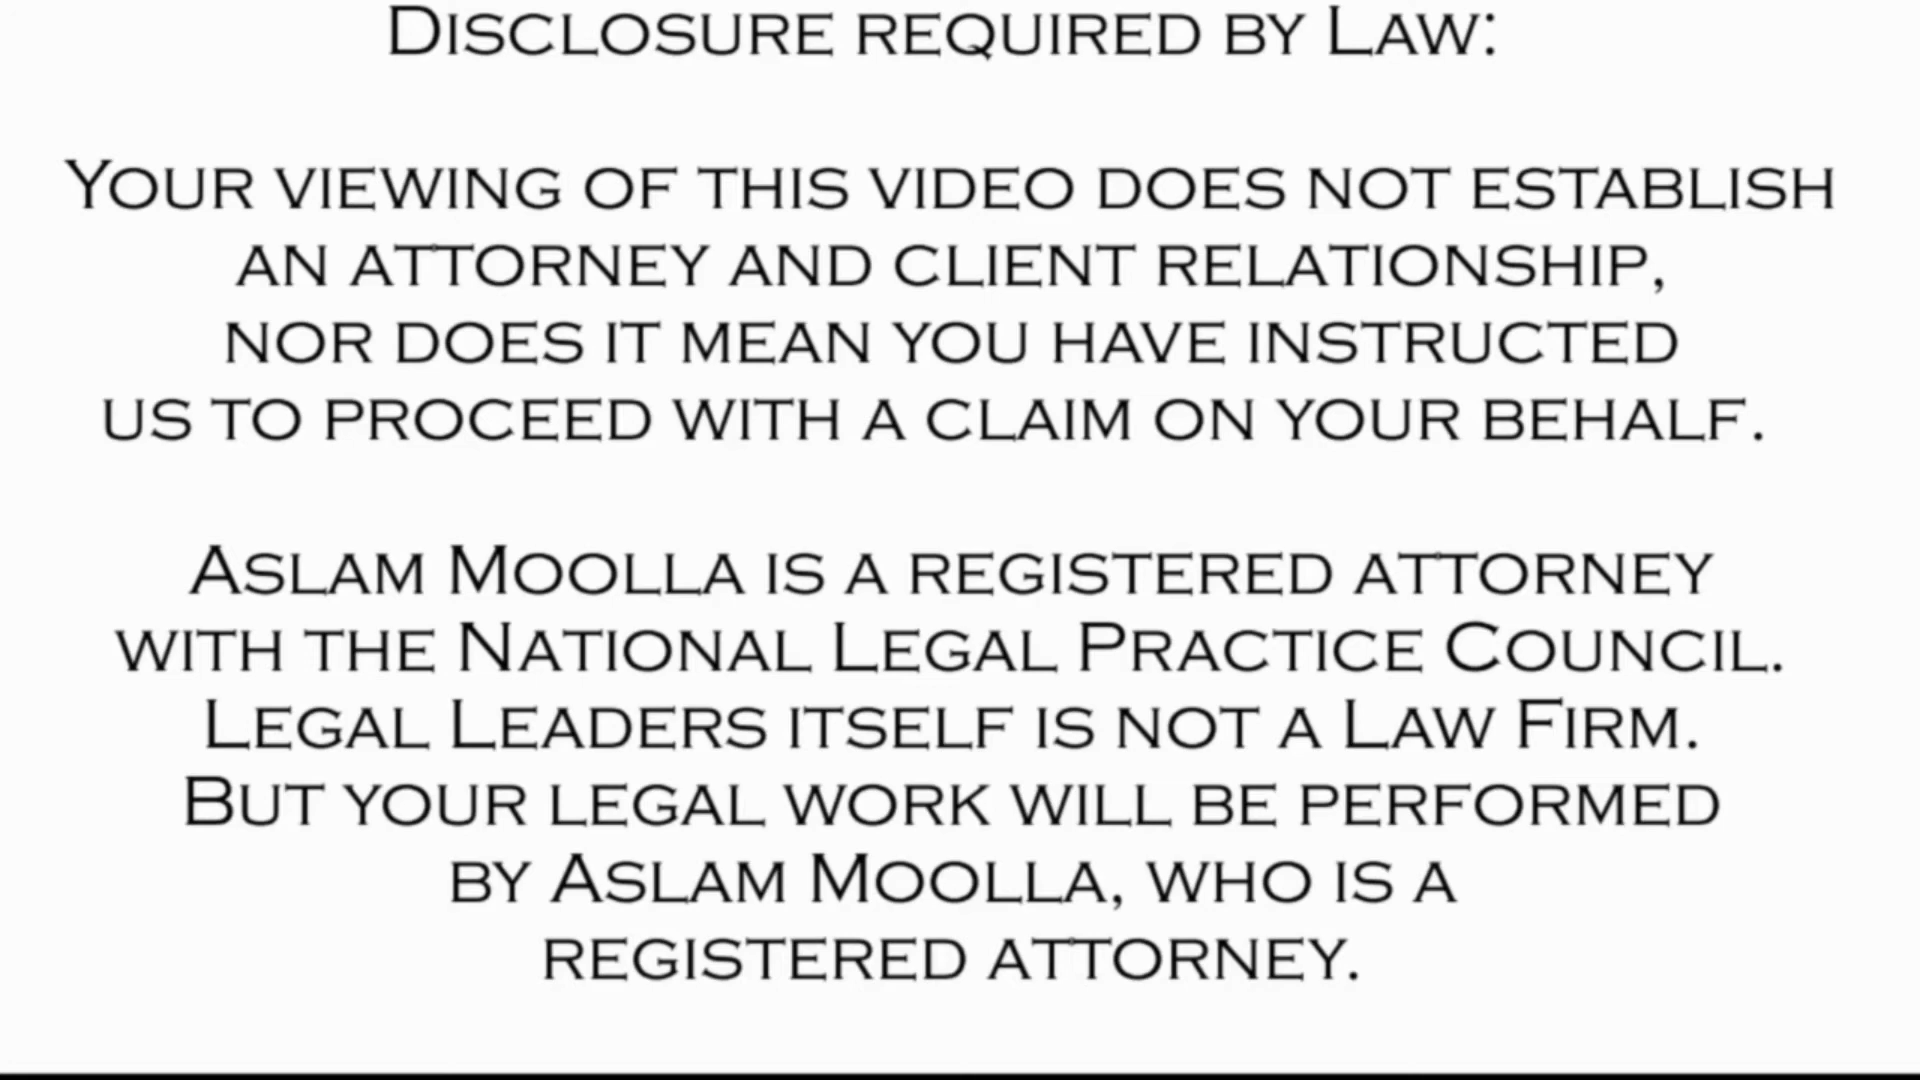 Disclosure required by Law:
Your viewing of this video does not establish
an attorney and client relationship,
nor does it mean you have instructed
us to proceed with a claim on your behalf.
Aslam Moolla is a registered attorney
with the National Legal Practice Council.
Legal Leaders itself is not a Law Firm.
But your legal work will be performed
by Aslam Moolla, who is a
registered attorney.